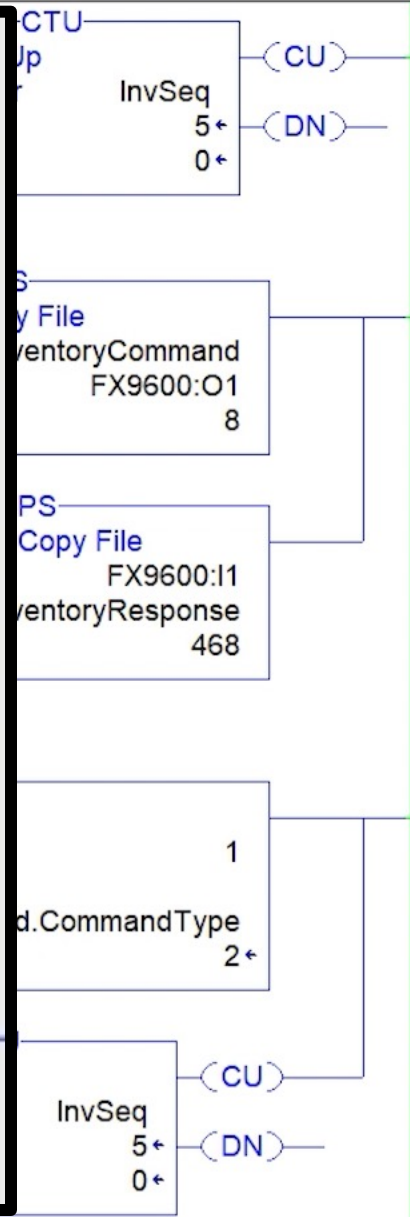 CTU
Up
CU
InvSeq
5
DN
0
S
y File
ventoryCommand
FX9600:O1
8
PS
Copy File
FX9600:I1
ventoryResponse
468
1
d.CommandType
2
CU
InvSeq
5
DN
0